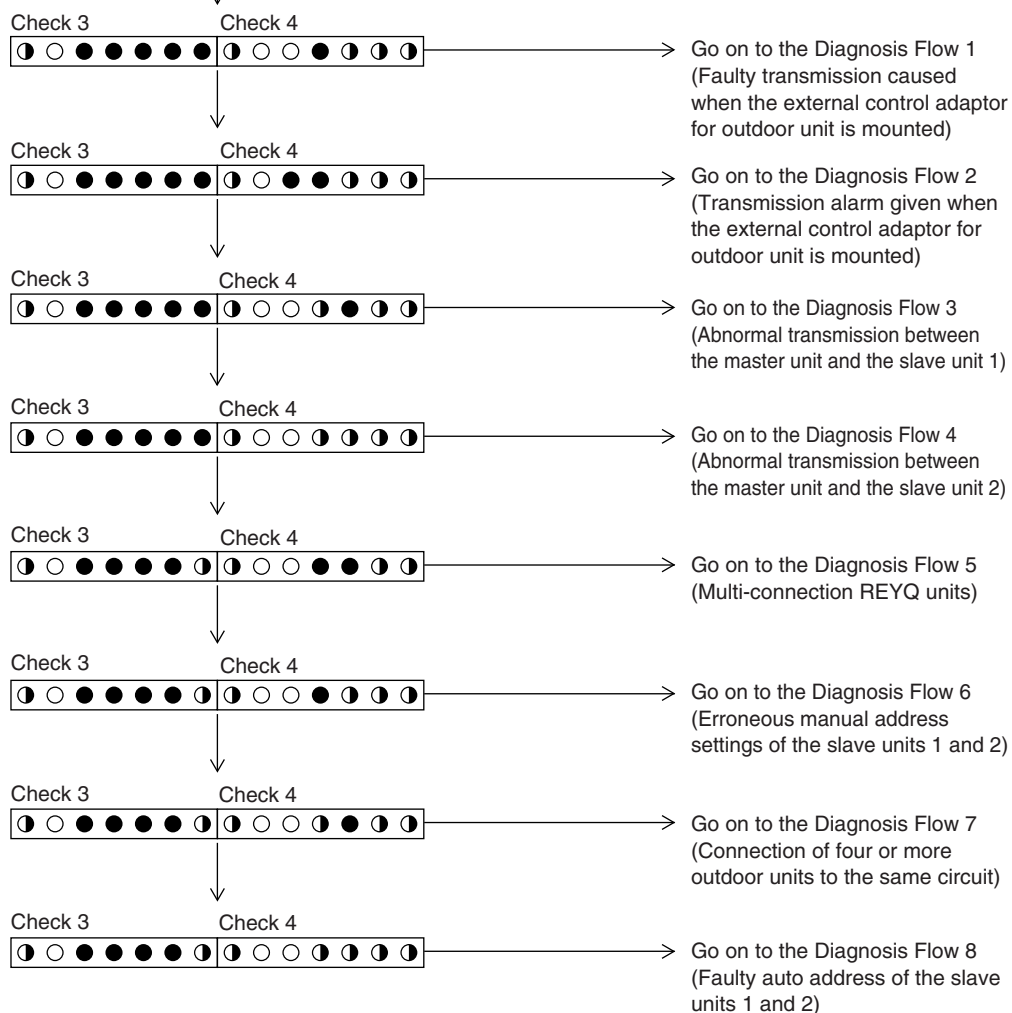 Check 3 Check 4
◑ ○ ● ● ● ● ● ◑ ○ ○ ● ◑ ◑ ◑
Go on to the Diagnosis Flow 1
(Faulty transmission caused
when the external control adaptor
for outdoor unit is mounted)
Check 3 Check 4
◑ ○ ● ● ● ● ● ◑ ○ ● ● ◑ ◑ ◑
Go on to the Diagnosis Flow 2
(Transmission alarm given when
the external control adaptor for
outdoor unit is mounted)
Check 3 Check 4
◑ ○ ● ● ● ● ● ◑ ○ ○ ◑ ● ◑ ◑
Go on to the Diagnosis Flow 3
(Abnormal transmission between
the master unit and the slave unit 1)
Check 3 Check 4
◑ ○ ● ● ● ● ● ◑ ○ ○ ◑ ◑ ◑ ◑
Go on to the Diagnosis Flow 4
(Abnormal transmission between
the master unit and the slave unit 2)
Check 3 Check 4
◑ ○ ● ● ● ● ◑ ◑ ○ ○ ● ● ◑ ◑
Go on to the Diagnosis Flow 5
(Multi-connection REYQ units)
Check 3 Check 4
◑ ○ ● ● ● ● ◑ ◑ ○ ○ ● ◑ ◑ ◑
Go on to the Diagnosis Flow 6
(Erroneous manual address
settings of the slave units 1 and 2)
Check 3 Check 4
◑ ○ ● ● ● ● ◑ ◑ ○ ○ ◑ ● ◑ ◑
Go on to the Diagnosis Flow 7
(Connection of four or more
outdoor units to the same circuit)
Check 3 Check 4
◑ ○ ● ● ● ● ◑ ◑ ○ ○ ◑ ◑ ◑ ◑
Go on to the Diagnosis Flow 8
(Faulty auto address of the slave
units 1 and 2)